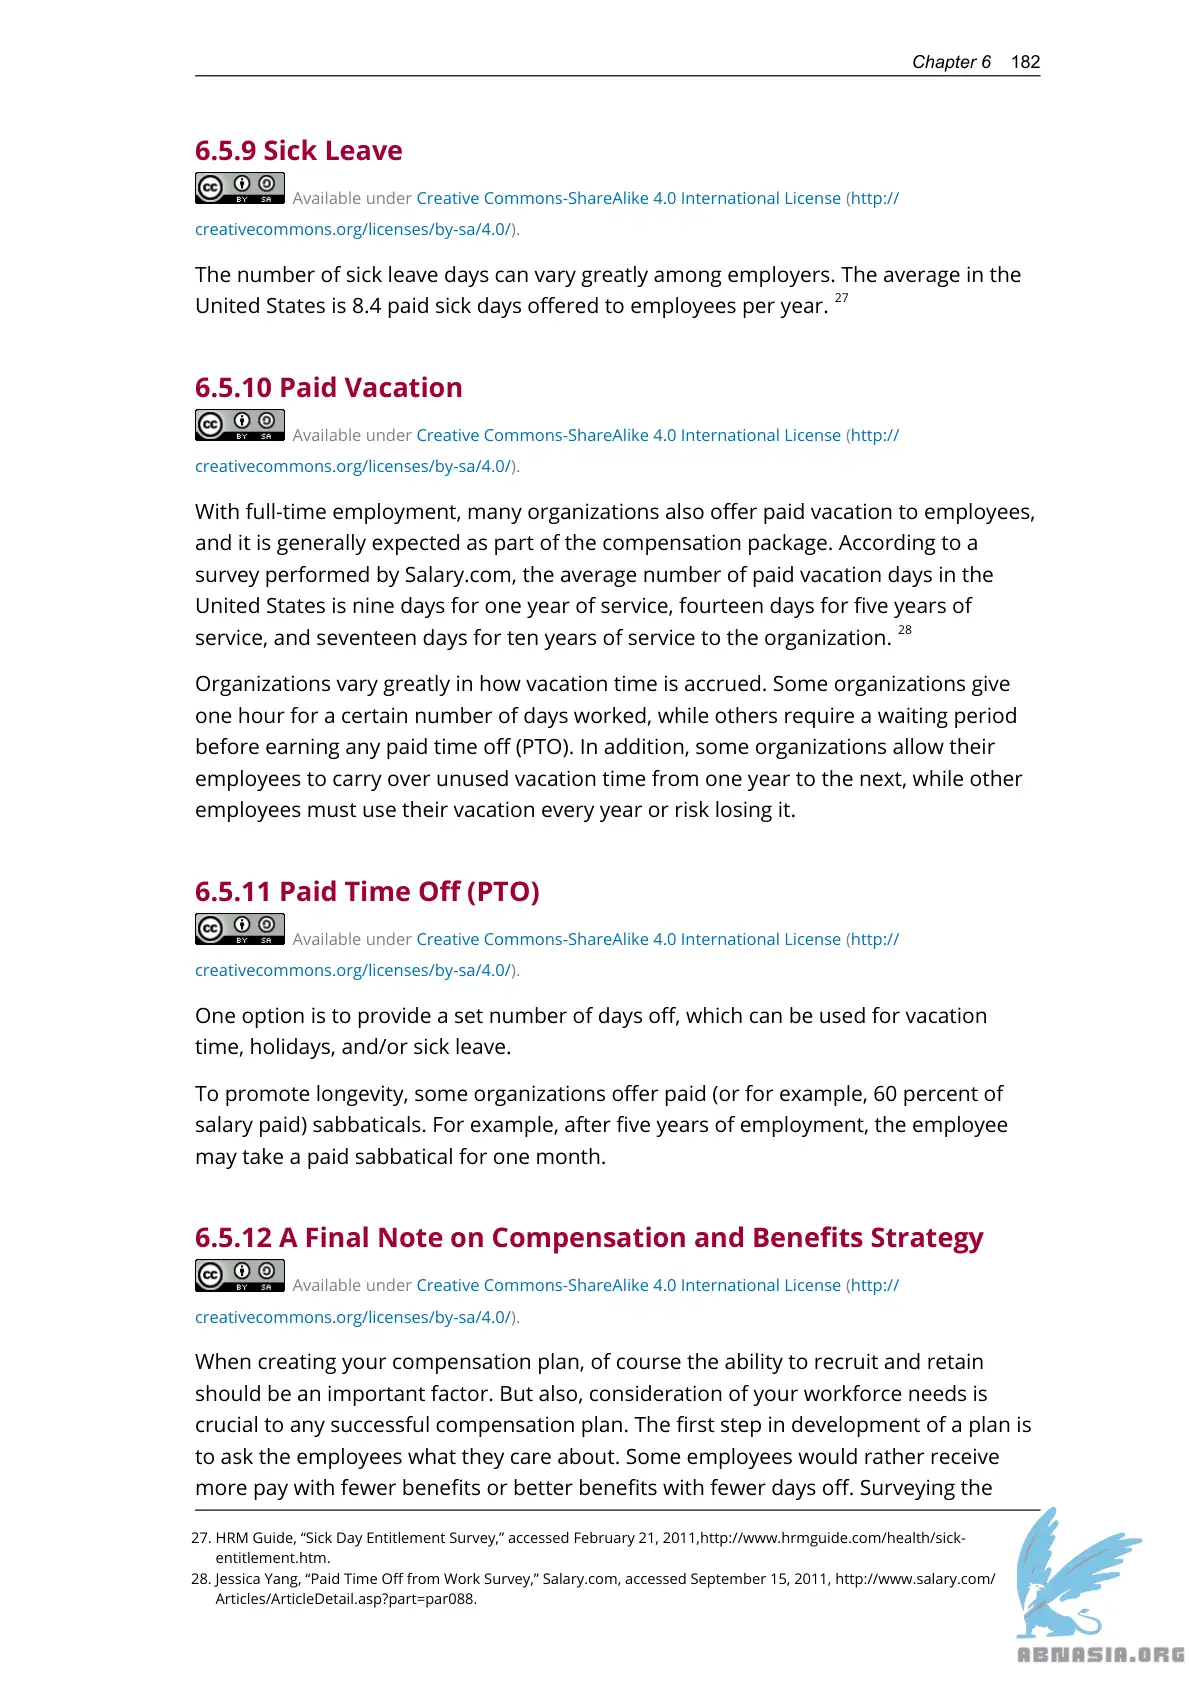 Chapter 6 182
6.5.9 Sick Leave
cc BY SA Available under Creative Commons-ShareAlike 4.0 International License (http://
creativecommons.org/licenses/by-sa/4.0/).
The number of sick leave days can vary greatly among employers. The average in the
United States is 8.4 paid sick days offered to employees per year. 27
6.5.10 Paid Vacation
cc BY SA Available under Creative Commons-ShareAlike 4.0 International License (http://
creativecommons.org/licenses/by-sa/4.0/).
With full-time employment, many organizations also offer paid vacation to employees,
and it is generally expected as part of the compensation package. According to a
survey performed by Salary.com, the average number of paid vacation days in the
United States is nine days for one year of service, fourteen days for five years of
service, and seventeen days for ten years of service to the organization. 28
Organizations vary greatly in how vacation time is accrued. Some organizations give
one hour for a certain number of days worked, while others require a waiting period
before earning any paid time off (PTO). In addition, some organizations allow their
employees to carry over unused vacation time from one year to the next, while other
employees must use their vacation every year or risk losing it.
6.5.11 Paid Time Off (PTO)
cc BY SA Available under Creative Commons-ShareAlike 4.0 International License (http://
creativecommons.org/licenses/by-sa/4.0/).
One option is to provide a set number of days off, which can be used for vacation
time, holidays, and/or sick leave.
To promote longevity, some organizations offer paid (or for example, 60 percent of
salary paid) sabbaticals. For example, after five years of employment, the employee
may take a paid sabbatical for one month.
6.5.12 A Final Note on Compensation and Benefits Strategy
cc BY SA Available under Creative Commons-ShareAlike 4.0 International License (http://
creativecommons.org/licenses/by-sa/4.0/).
When creating your compensation plan, of course the ability to recruit and retain
should be an important factor. But also, consideration of your workforce needs is
crucial to any successful compensation plan. The first step in development of a plan is
to ask the employees what they care about. Some employees would rather receive
more pay with fewer benefits or better benefits with fewer days off. Surveying the
27. HRM Guide, “Sick Day Entitlement Survey,” accessed February 21, 2011,http://www.hrmguide.com/health/sick-
entitlement.htm.
28. Jessica Yang, “Paid Time Off from Work Survey,” Salary.com, accessed September 15, 2011, http://www.salary.com/
Articles/ArticleDetail.asp?part=par088.
ABNASIA.ORG